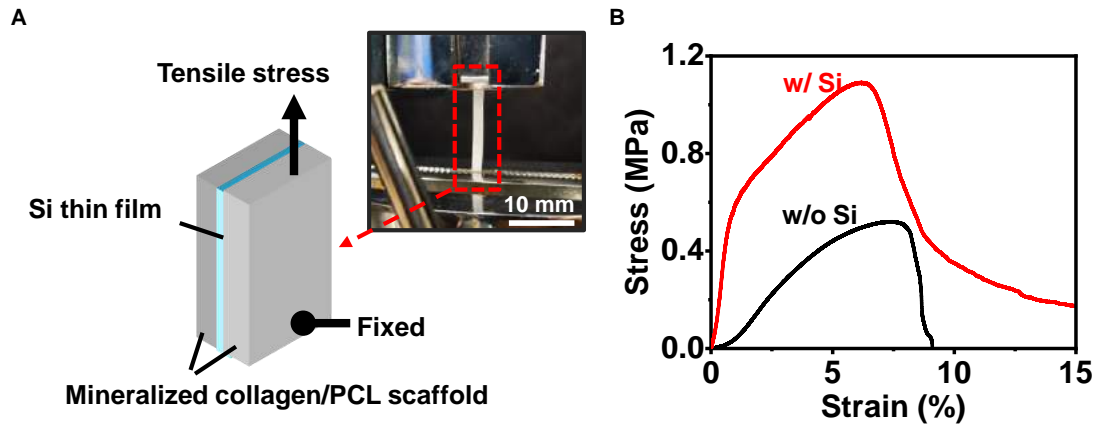 A
Tensile stress
Si thin film
10 mm
Fixed
Mineralized collagen/PCL scaffold
B
Stress (MPa)
1.2
0.8
0.4
0.0
w/ Si
w/o Si
0
5
10
15
Strain (%)